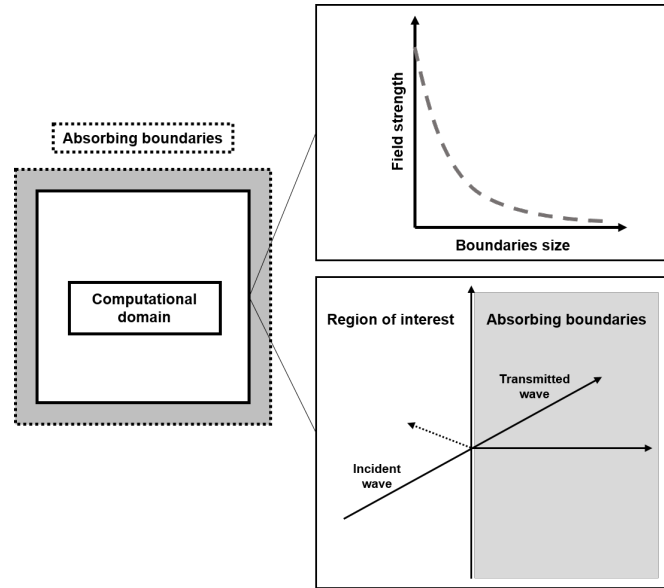 Absorbing boundaries
Computational
domain
Field strength
Boundaries size
Region of interest
Absorbing boundaries
Transmitted
wave
Incident
wave